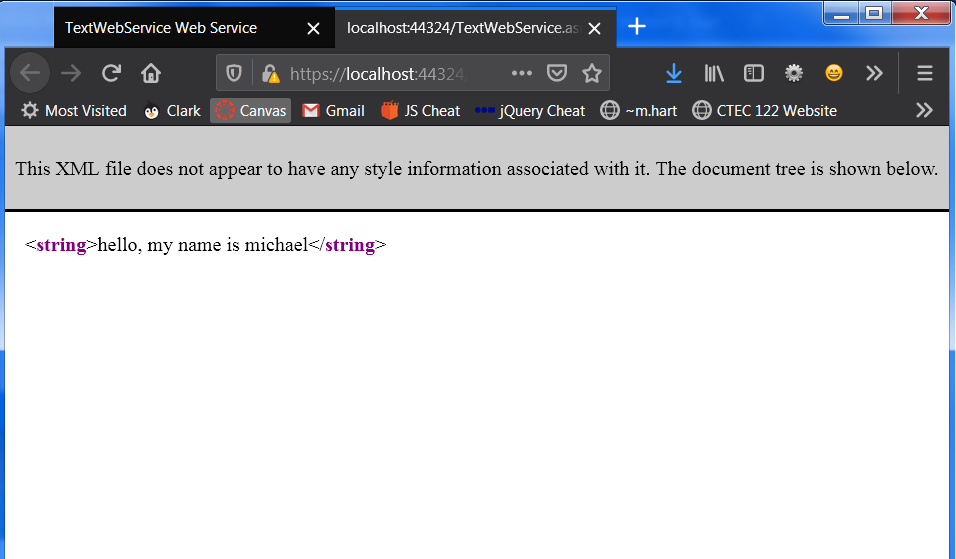 TextWebService Web Service
localhost:44324/TextWebService.as
https://localhost:44324
Most Visited Clark Canvas Gmail JS Cheat jQuery Cheat ~m.hart CTEC 122 Website
This XML file does not appear to have any style information associated with it. The document tree is shown below.
<string>hello, my name is michael</string>